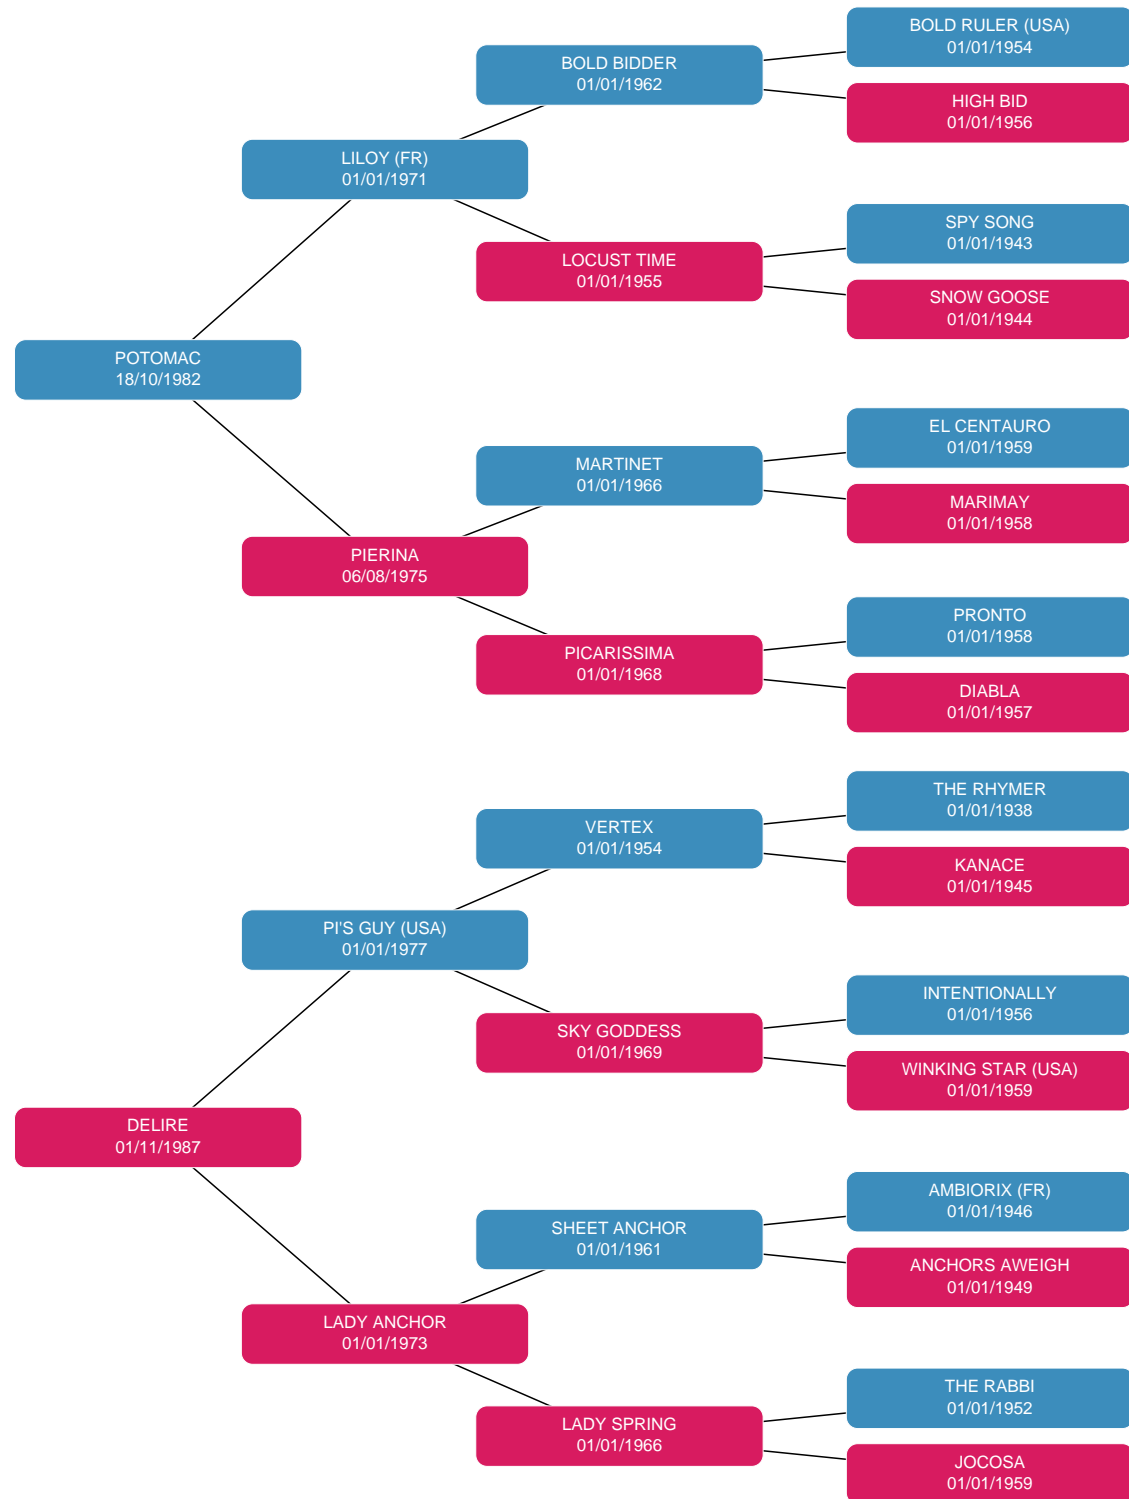 BOLD RULER (USA)
01/01/1954
BOLD BIDDER
01/01/1962
HIGH BID
01/01/1956
LILOY (FR)
01/01/1971
SPY SONG
01/01/1943
LOCUST TIME
01/01/1955
SNOW GOOSE
01/01/1944
POTOMAC
18/10/1982
EL CENTAURO
01/01/1959
MARTINET
01/01/1966
MARIMAY
01/01/1958
PIERINA
06/08/1975
PRONTO
01/01/1958
PICARISSIMA
01/01/1968
DIABLA
01/01/1957
THE RHYMER
01/01/1938
VERTEX
01/01/1954
KANACE
01/01/1945
PI'S GUY (USA)
01/01/1977
INTENTIONALLY
01/01/1956
SKY GODDESS
01/01/1969
WINKING STAR (USA)
01/01/1959
DELIRE
01/11/1987
AMBIORIX (FR)
01/01/1946
SHEET ANCHOR
01/01/1961
ANCHORS AWEIGH
01/01/1949
LADY ANCHOR
01/01/1973
THE RABBI
01/01/1952
LADY SPRING
01/01/1966
JOCOSA
01/01/1959